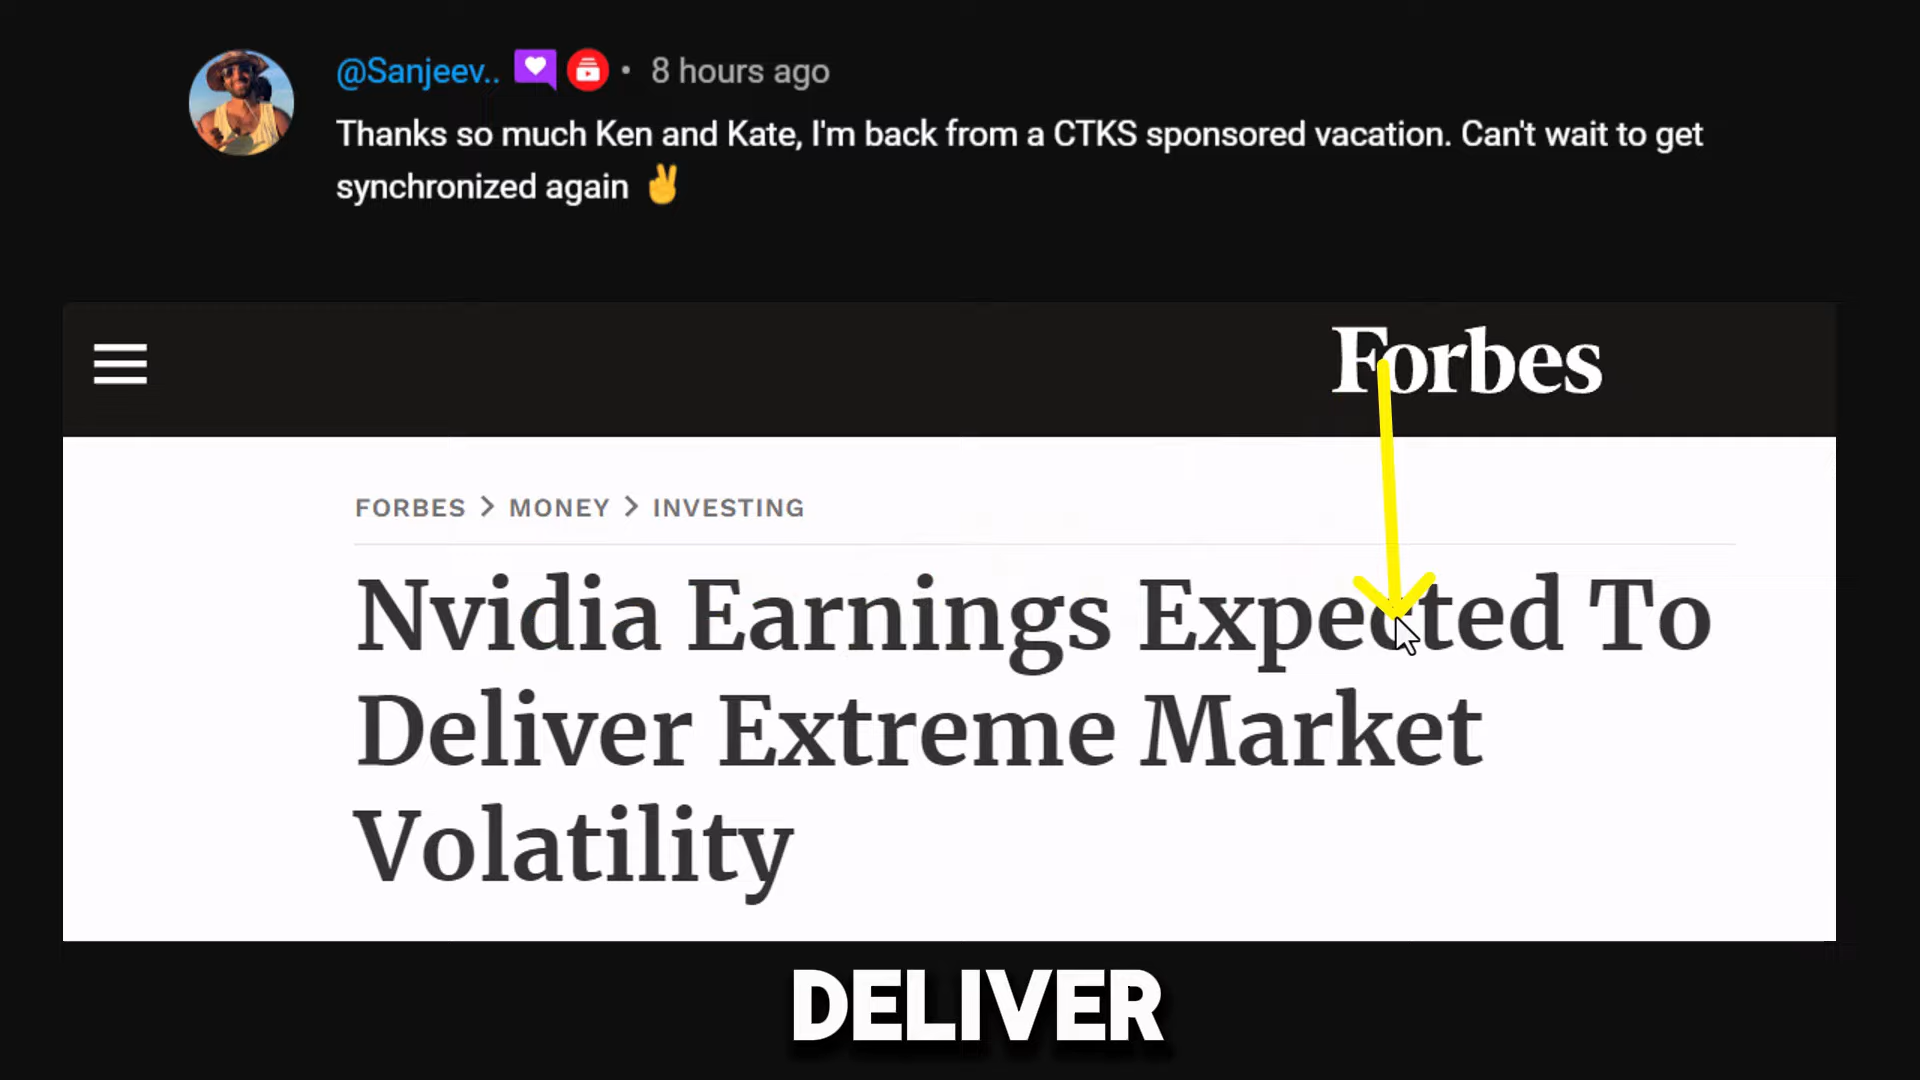 @Sanjeev.. • 8 hours ago
Thanks so much Ken and Kate, I'm back from a CTKS sponsored vacation. Can't wait to get
synchronized again ✌
Forbes
FORBES > MONEY > INVESTING
Nvidia Earnings Expected To
Deliver Extreme Market
Volatility
DELIVER